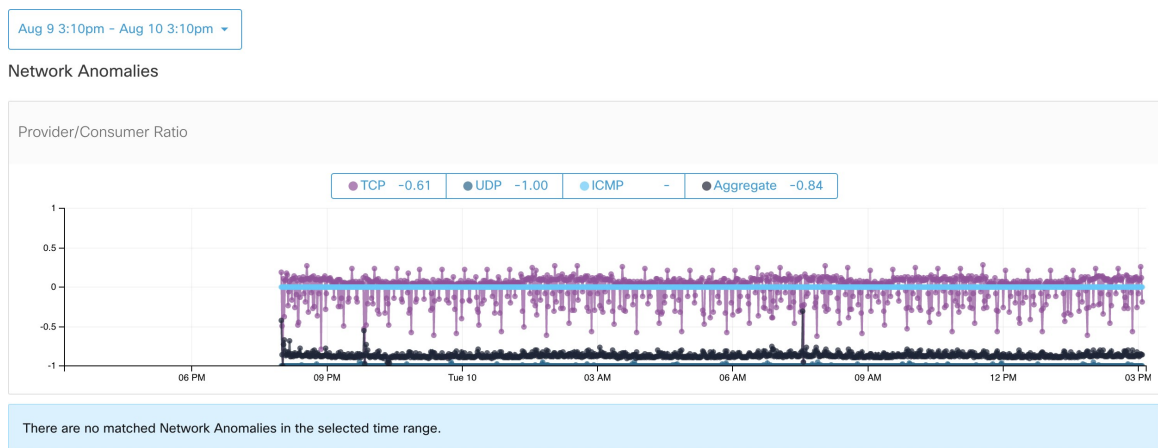 Aug 9 3:10pm - Aug 10 3:10pm
Network Anomalies
Provider/Consumer Ratio
TCP -0.61 UDP -1.00 ICMP - Aggregate -0.84
1
0.5
0
-0.5
-1
06 PM 09 PM Tue 10 03 AM 06 AM 09 AM 12 PM 03 PM
There are no matched Network Anomalies in the selected time range.